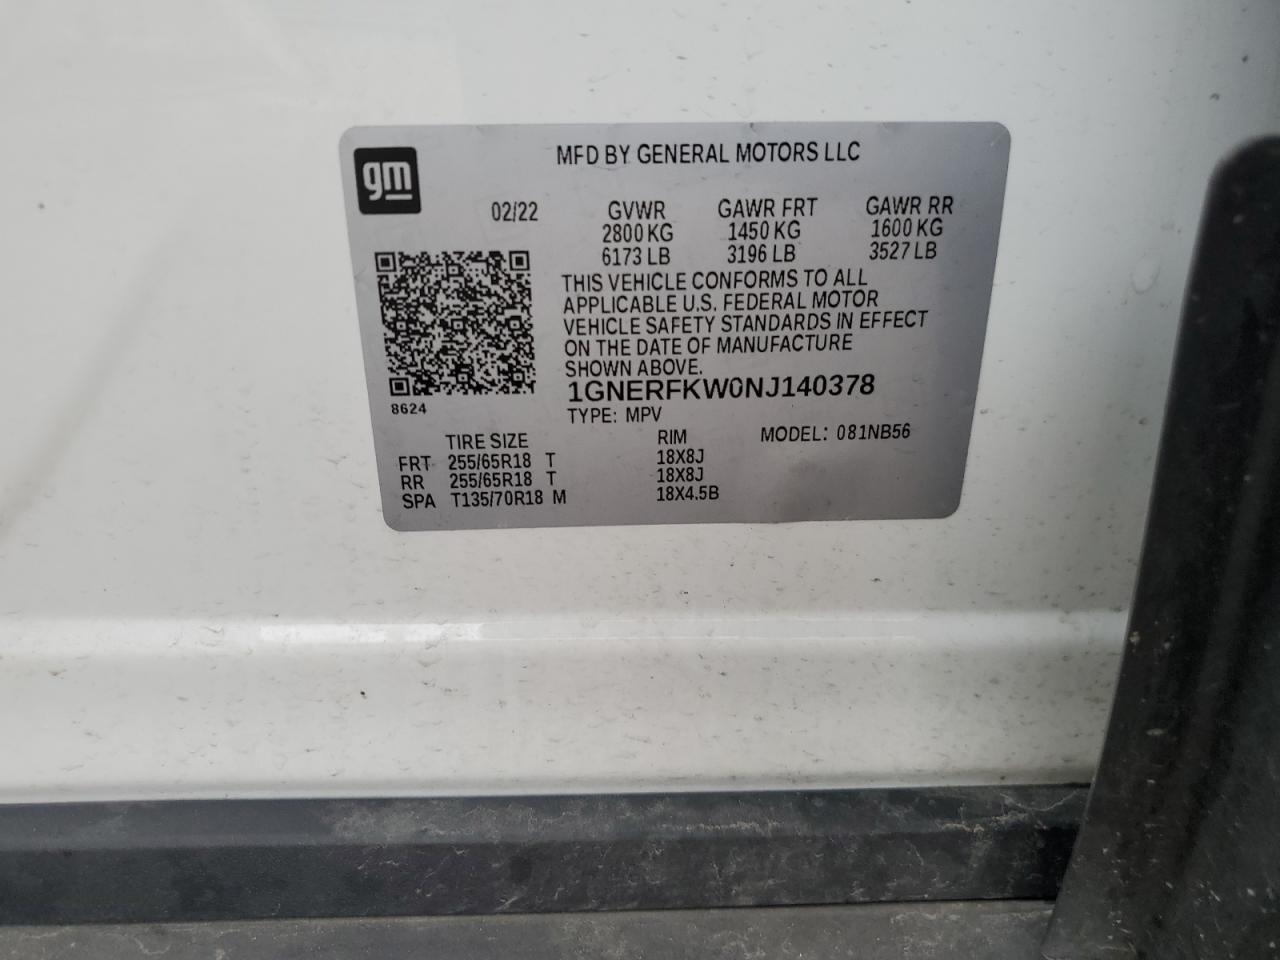 gm
MFD BY GENERAL MOTORS LLC
02/22 GVWR GAWR FRT GAWR RR
2800 KG 1450 KG 1600 KG
6173 LB 3196 LB 3527 LB
THIS VEHICLE CONFORMS TO ALL
APPLICABLE U.S. FEDERAL MOTOR
VEHICLE SAFETY STANDARDS IN EFFECT
ON THE DATE OF MANUFACTURE
SHOWN ABOVE.
1GNERFKW0NJ140378
8624
TYPE: MPV
TIRE SIZE RIM MODEL: 081NB56
FRT 255/65R18 T 18X8J
RR 255/65R18 T 18X8J
SPA T135/70R18 M 18X4.5B